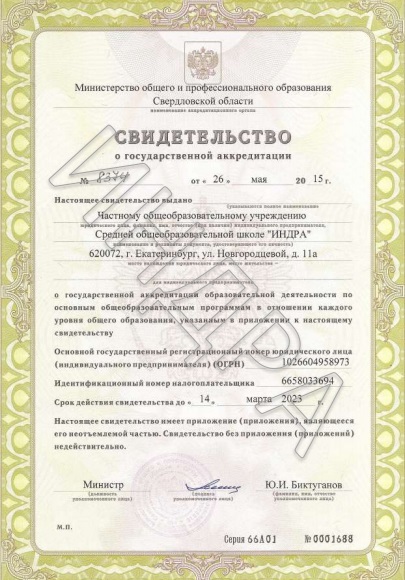 Министерство общего и профессионального образования
Свердловской области
наименование аккредитационного органа
СВИДЕТЕЛЬСТВО
о государственной аккредитации
№ 8374 от « 26 » мая 20 15 г.
Настоящее свидетельство выдано
(указываются полное наименование
Частному общеобразовательному учреждению
юридического лица, фамилия, имя, отчество (при наличии) индивидуального предпринимателя,
Средней общеобразовательной школе "ИНДРА"
наименование и реквизиты документа, удостоверяющего его личность)
620072, г. Екатеринбург, ул. Новгородцевой, д. 11а
место нахождения юридического лица, место жительства –
для индивидуального предпринимателя)
о государственной аккредитации образовательной деятельности по
основным общеобразовательным программам в отношении каждого
уровня общего образования, указанным в приложении к настоящему
свидетельству
Основной государственный регистрационный номер юридического лица
(индивидуального предпринимателя) (ОГРН) 1026604958973
Идентификационный номер налогоплательщика 6658033694
Срок действия свидетельства до « 14 » марта 2023 г.
Настоящее свидетельство имеет приложение (приложения), являющееся
его неотъемлемой частью. Свидетельство без приложения (приложений)
недействительно.
Министр Ю.И. Биктуганов
(должность уполномоченного лица) (подпись уполномоченного лица) (фамилия, имя, отчество уполномоченного лица)
М.П.
Серия 66А01 № 0001688